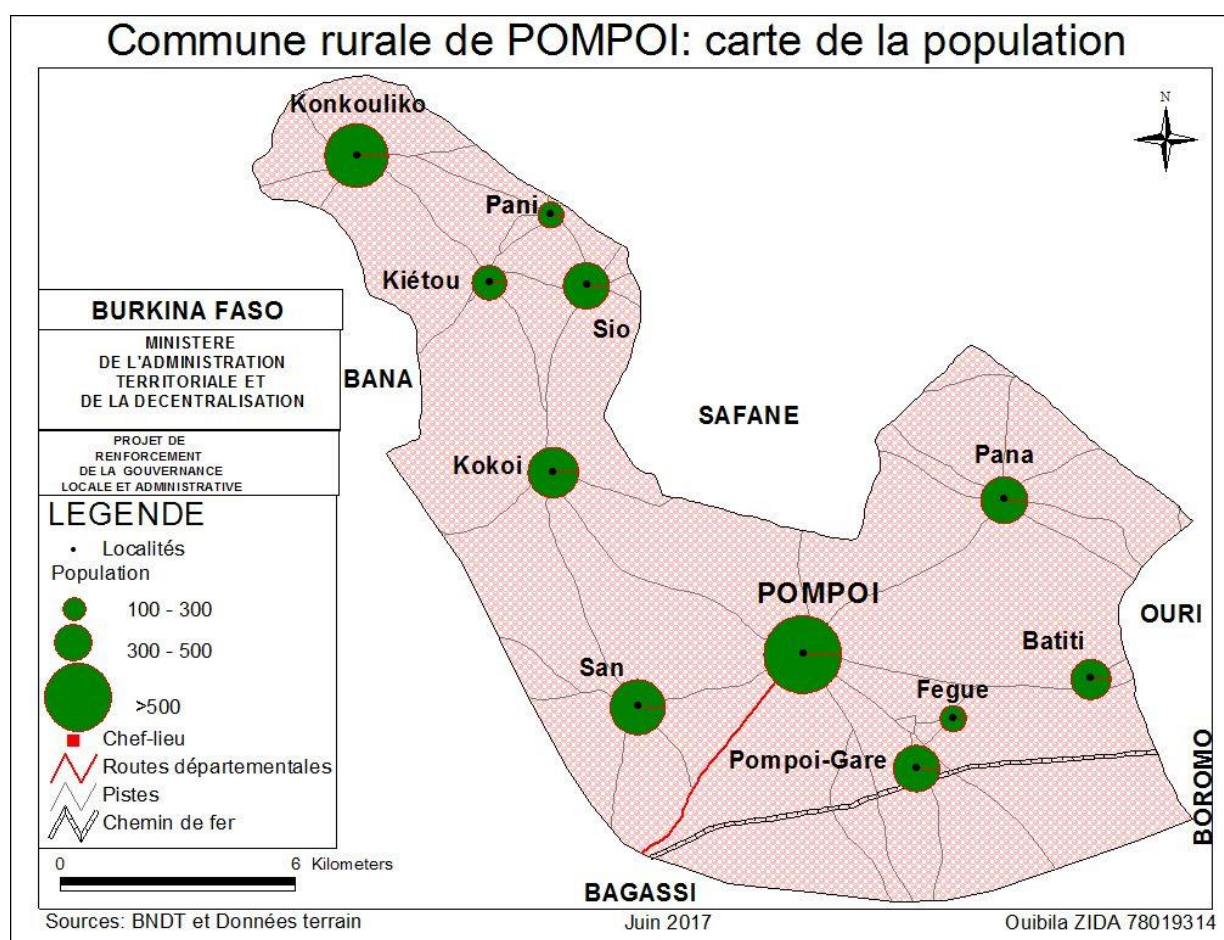 Commune rurale de POMPOI: carte de la population
N
Konkouliko
Pani
Kiétou
Sio
BURKINA FASO
MINISTERE
DE L'ADMINISTRATION
TERRITORIALE ET
DE LA DECENTRALISATION
BANA
SAFANE
PROJET DE
RENFORCEMENT
DE LA GOUVERNANCE
LOCALE ET ADMINISTRATIVE
Kokoi
Pana
LEGENDE
Localités
Population
100 - 300
300 - 500
>500
Chef-lieu
Routes départementales
Pistes
Chemin de fer
POMPOI
OURI
Batiti
San
Fegue
Pompoi-Gare
BOROMO
0 6 Kilometers
BAGASSI
Sources: BNDT et Données terrain
Juin 2017
Ouibila ZIDA 78019314